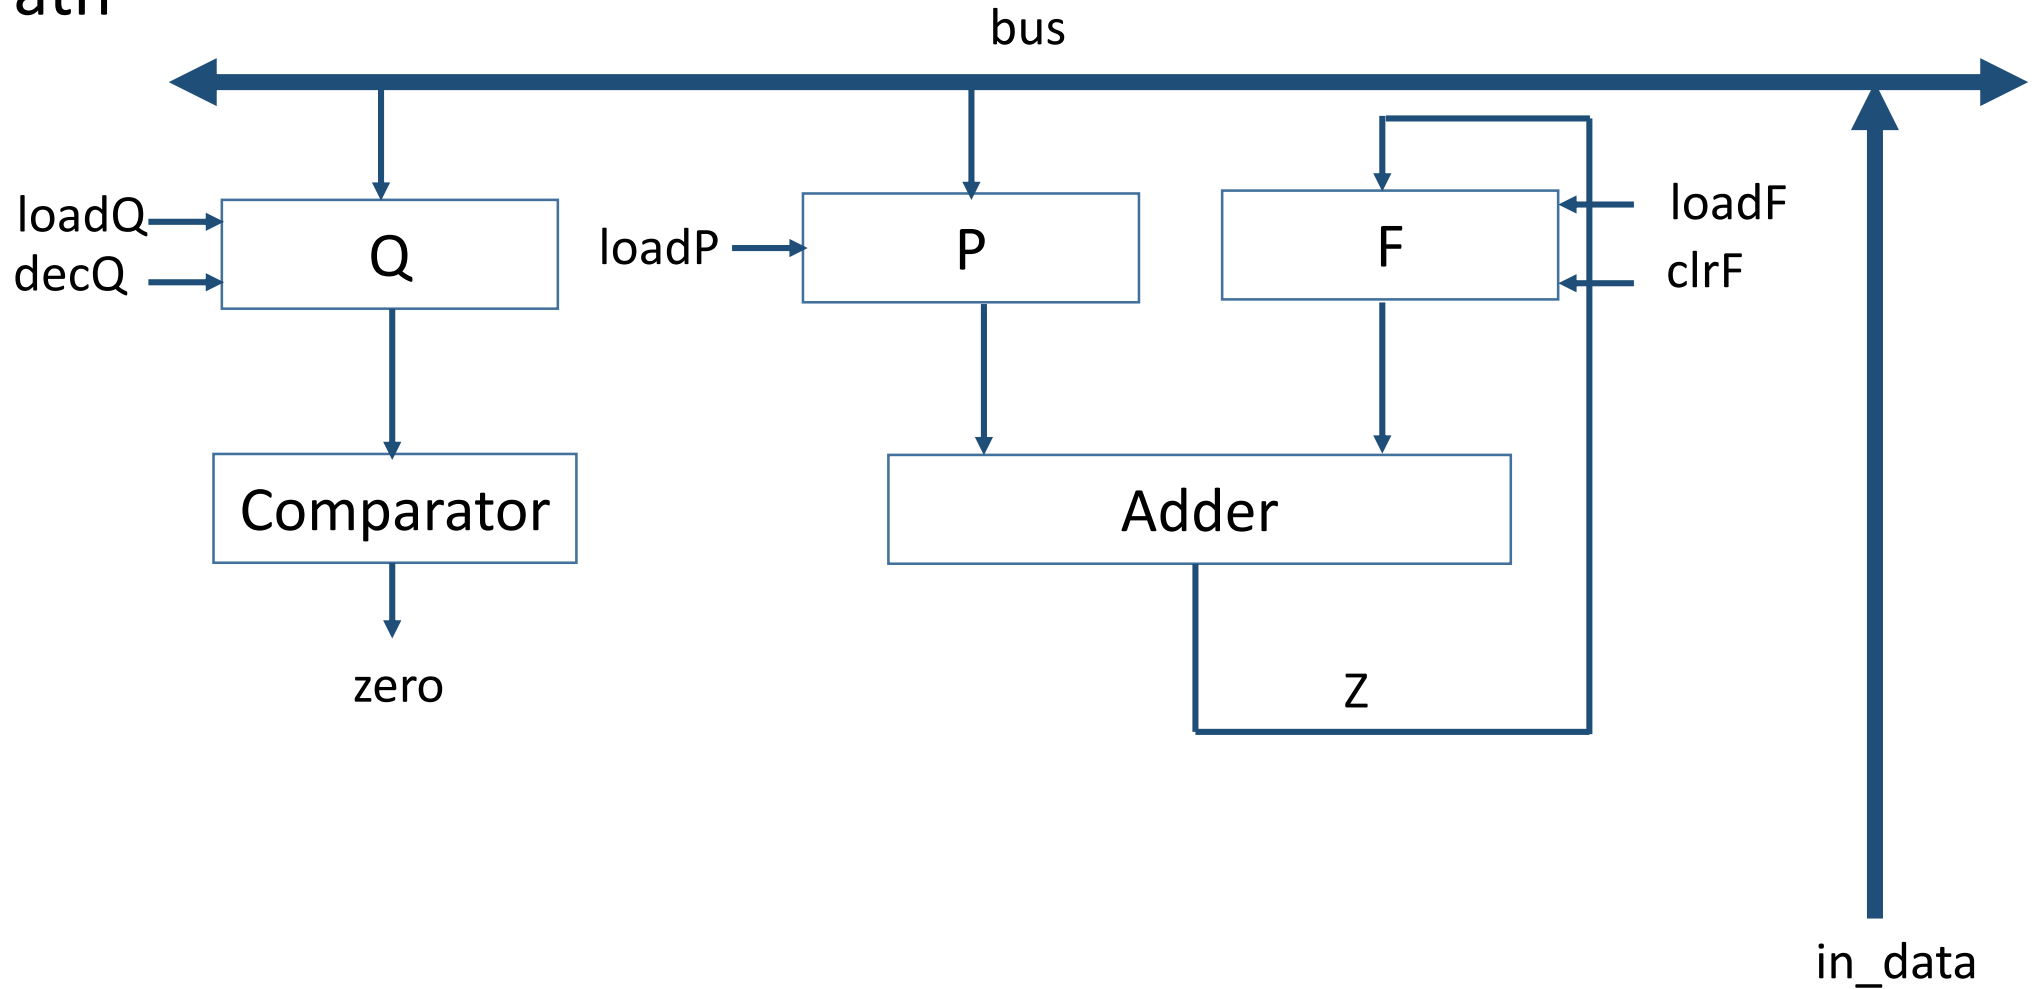 bus
loadQ
decQ
Q
loadP
P
F
loadF
clrF
Comparator
Adder
zero
Z
in_data